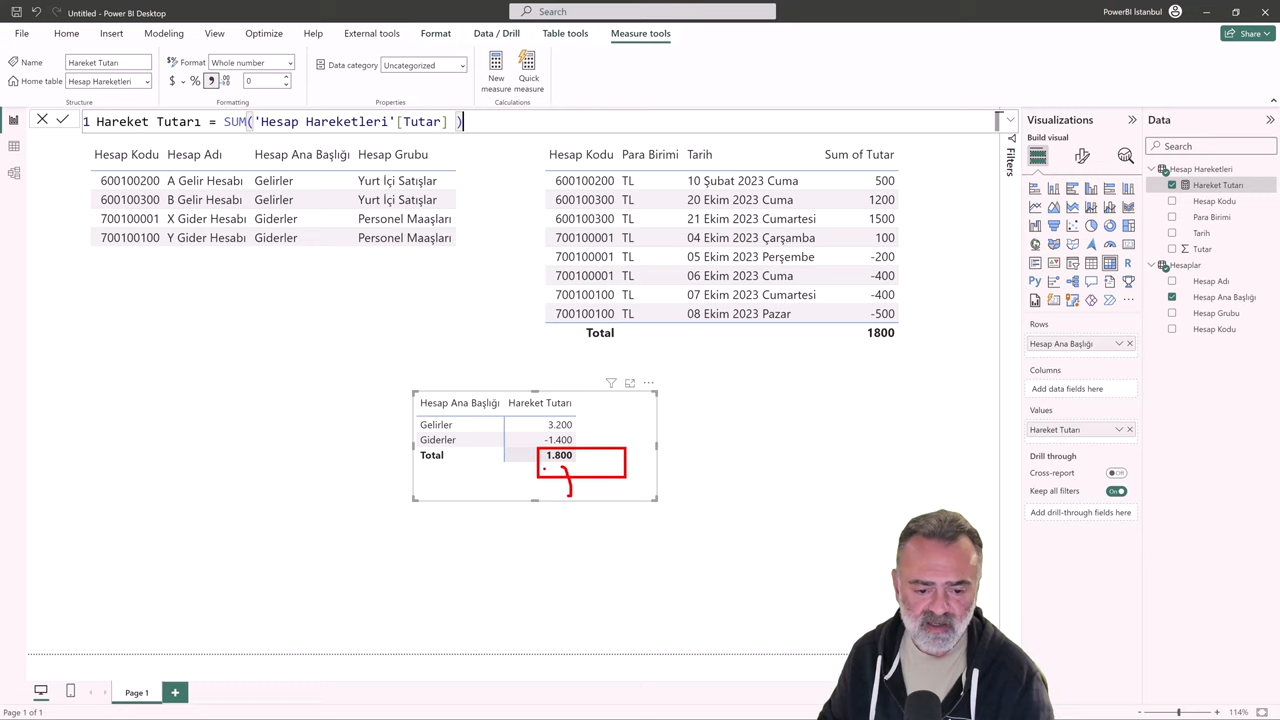 Untitled - Power BI Desktop
Search
PowerBI Istanbul
File Home Insert Modeling View Optimize Help External tools Format Data / Drill Table tools Measure tools
Share
Name Hareket Tutarı
Home table Hesap Hareketleri
Structure
Format Whole number
$ % 9 .00 0
Formatting
Data category Uncategorized
Properties
New measure
Quick measure
Calculations
1 Hareket Tutarı = SUM('Hesap Hareketleri'[Tutar] )
Hesap Kodu Hesap Adı Hesap Ana Başlığı Hesap Grubu
600100200 A Gelir Hesabı Gelirler Yurt İçi Satışlar
600100300 B Gelir Hesabı Gelirler Yurt İçi Satışlar
700100001 X Gider Hesabı Giderler Personel Maaşları
700100100 Y Gider Hesabı Giderler Personel Maaşları
Hesap Kodu Para Birimi Tarih Sum of Tutar
600100200 TL 10 Şubat 2023 Cuma 500
600100300 TL 20 Ekim 2023 Cuma 1200
600100300 TL 21 Ekim 2023 Cumartesi 1500
700100001 TL 04 Ekim 2023 Çarşamba 100
700100001 TL 05 Ekim 2023 Perşembe -200
700100001 TL 06 Ekim 2023 Cuma -400
700100100 TL 07 Ekim 2023 Cumartesi -400
700100100 TL 08 Ekim 2023 Pazar -500
Total 1800
Hesap Ana Başlığı Hareket Tutarı
Gelirler 3.200
Giderler -1.400
Total 1.800
Filters
Visualizations
Build visual
R
Py
123
Rows
Hesap Ana Başlığı
Columns
Add data fields here
Values
Hareket Tutarı
Drill through
Cross-report Off
Keep all filters On
Add drill-through fields here
Data
Search
Hesap Hareketleri
Hareket Tutarı
Hesap Kodu
Para Birimi
Tarih
Σ Tutar
Hesaplar
Hesap Adı
Hesap Ana Başlığı
Hesap Grubu
Hesap Kodu
Page 1
Page 1 of 1
114%